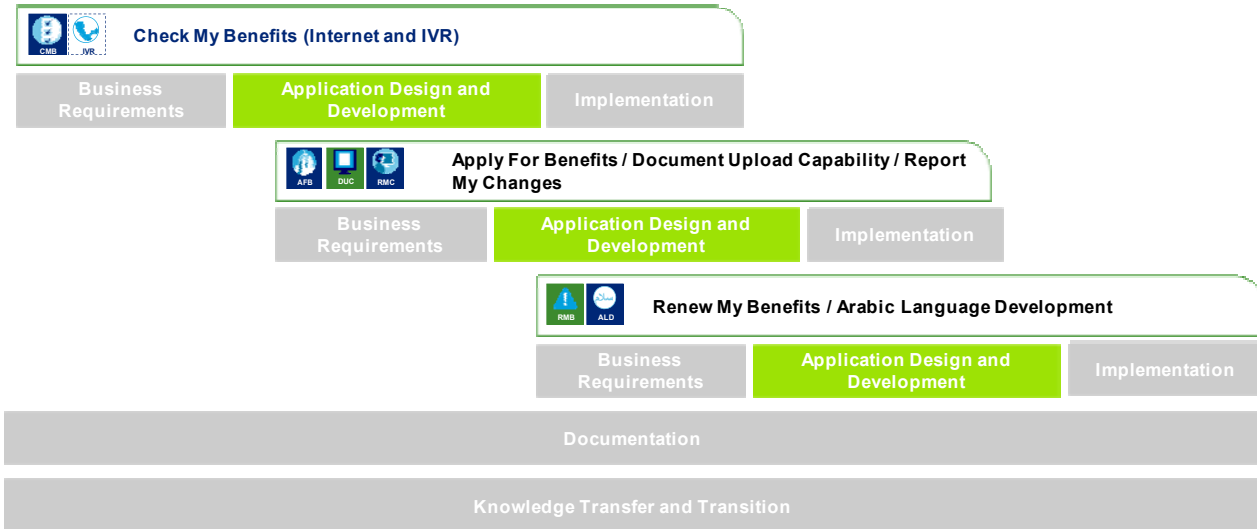 Check My Benefits (Internet and IVR)
CMB
IVR
Business
Requirements
Application Design and
Development
Implementation
Apply For Benefits / Document Upload Capability / Report
My Changes
AFB
DUC
RMC
Business
Requirements
Application Design and
Development
Implementation
Renew My Benefits / Arabic Language Development
RMB
ALD
Business
Requirements
Application Design and
Development
Implementation
Documentation
Knowledge Transfer and Transition